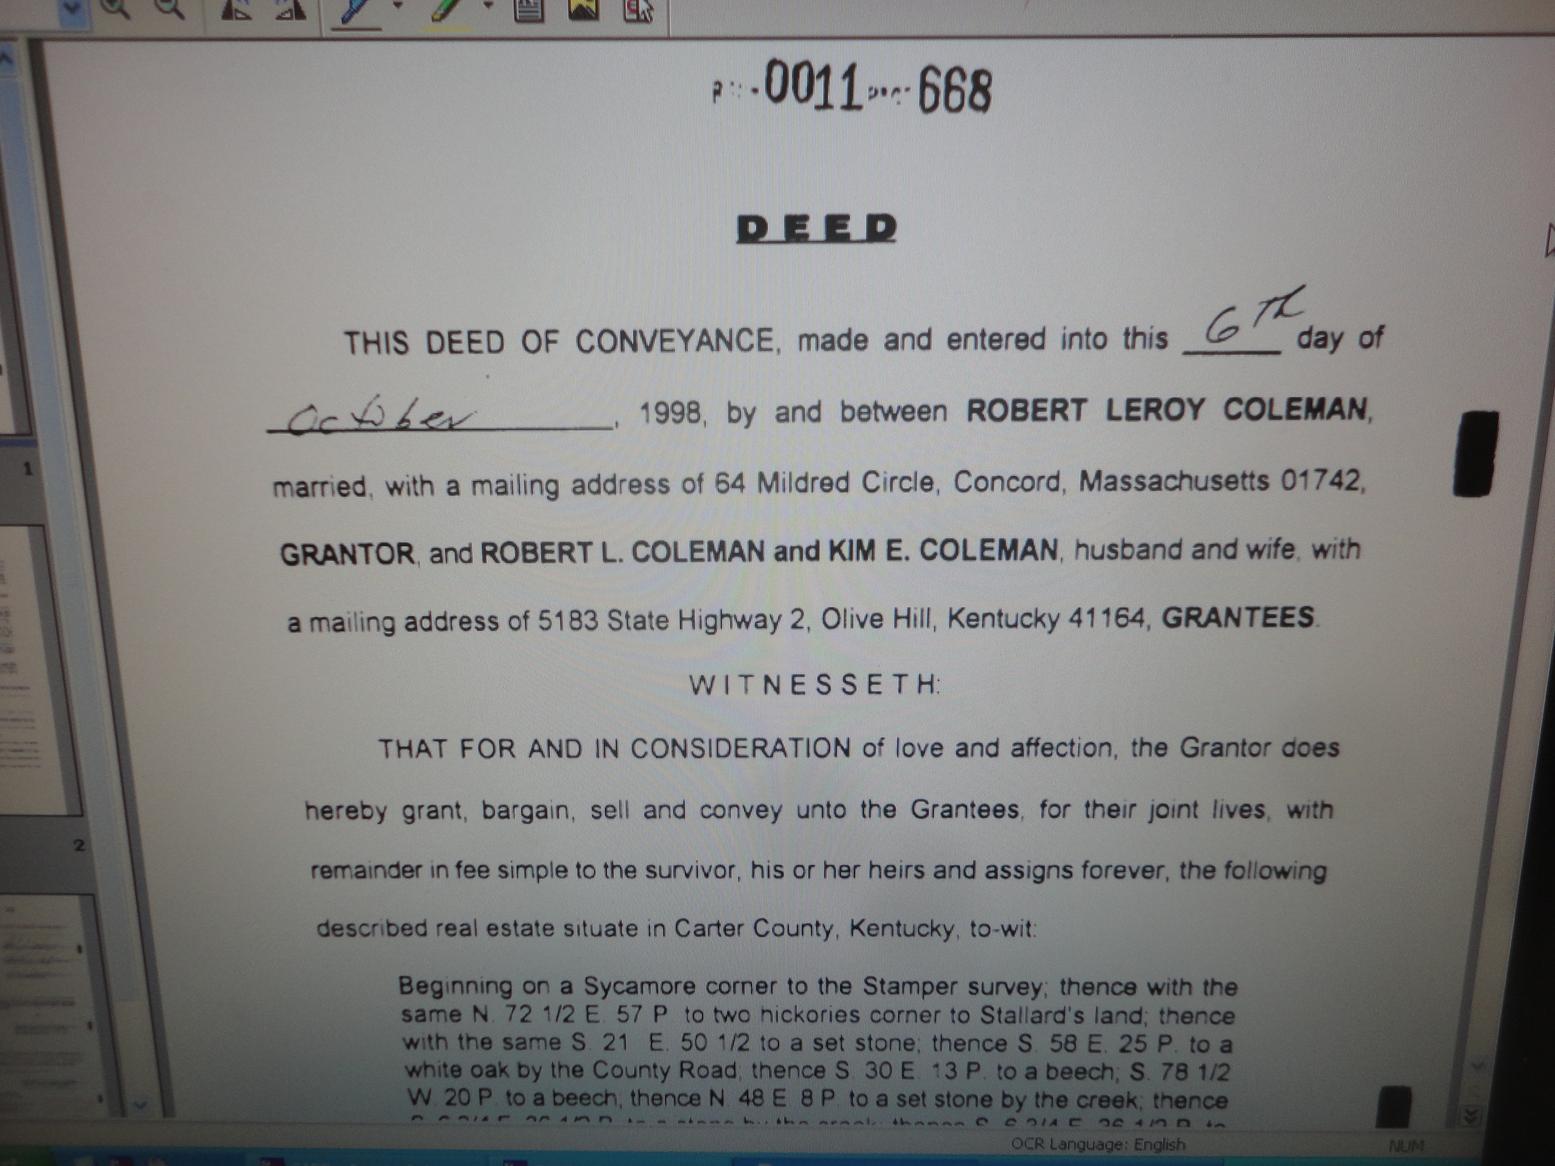 0011 668
DEED
THIS DEED OF CONVEYANCE, made and entered into this 6th day of
October, 1998, by and between ROBERT LEROY COLEMAN,
married, with a mailing address of 64 Mildred Circle, Concord, Massachusetts 01742,
GRANTOR, and ROBERT L. COLEMAN and KIM E. COLEMAN, husband and wife, with
a mailing address of 5183 State Highway 2, Olive Hill, Kentucky 41164, GRANTEES.
WITNESSETH:
THAT FOR AND IN CONSIDERATION of love and affection, the Grantor does
hereby grant, bargain, sell and convey unto the Grantees, for their joint lives, with
remainder in fee simple to the survivor, his or her heirs and assigns forever, the following
described real estate situate in Carter County, Kentucky, to-wit:
Beginning on a Sycamore corner to the Stamper survey; thence with the
same N. 72 1/2 E. 57 P. to two hickories corner to Stallard's land; thence
with the same S. 21 E. 50 1/2 to a set stone; thence S. 58 E. 25 P. to a
white oak by the County Road; thence S. 30 E. 13 P. to a beech; S. 78 1/2
W. 20 P. to a beech; thence N. 48 E. 8 P. to a set stone by the creek; thence
1
2
OCR Language: English
NUM